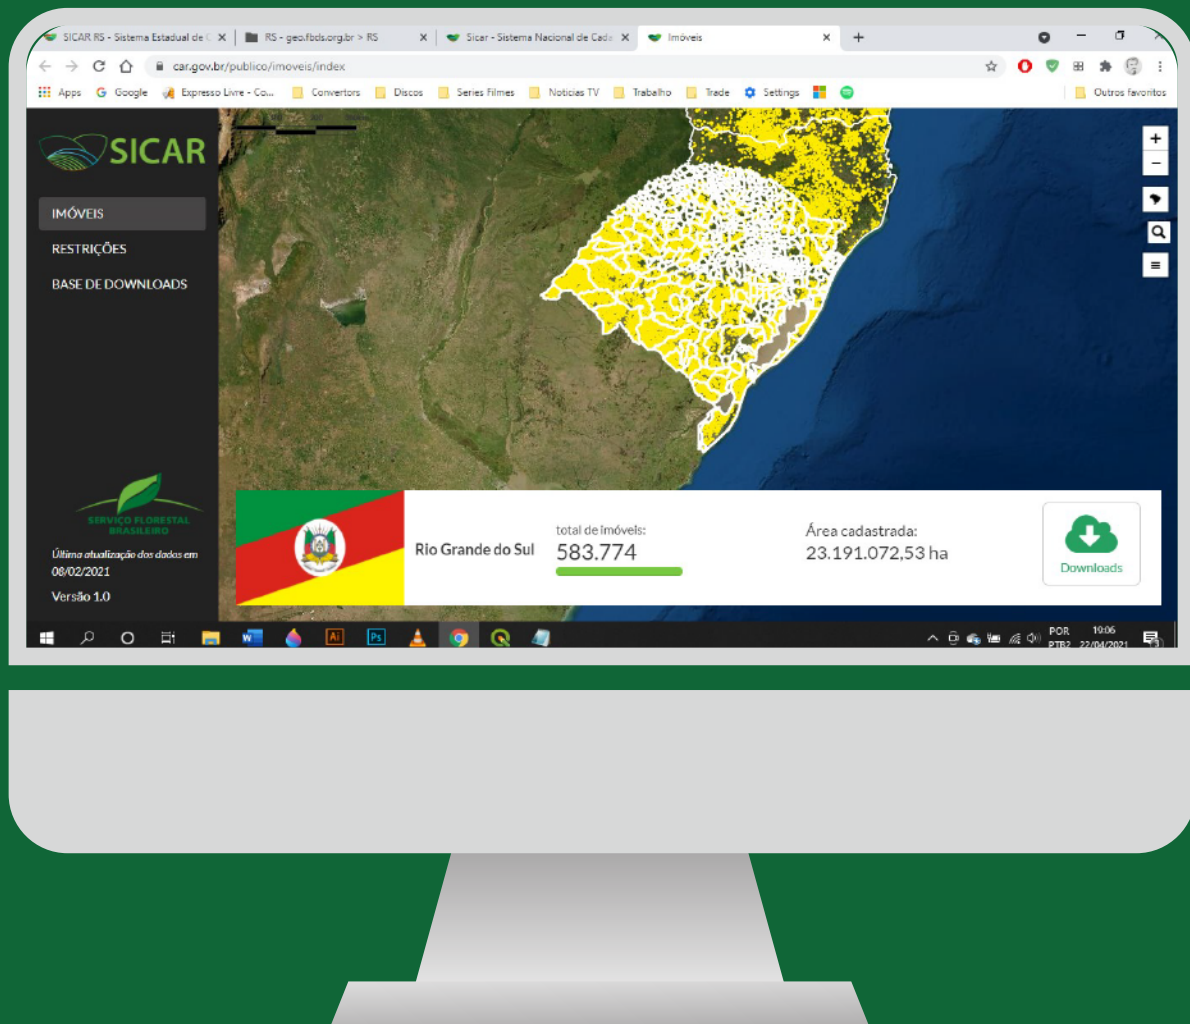 SICAR RS - Sistema Estadual de C
RS - geo.fbds.org.br > RS
Sicar - Sistema Nacional de Cada
Imóveis
car.gov.br/publico/imoveis/index
Apps
Google
Expresso Livre - Co...
Convertors
Discos
Series Filmes
Noticias TV
Trabalho
Trade
Settings
Outros favoritos
SICAR
IMÓVEIS
RESTRIÇÕES
BASE DE DOWNLOADS
SERVIÇO FLORESTAL
BRASILEIRO
Última atualização dos dados em
08/02/2021
Versão 1.0
Rio Grande do Sul
total de imóveis:
583.774
Área cadastrada:
23.191.072,53 ha
Downloads
W
Ai
Ps
POR
PTB2
19:06
22/04/2021
3